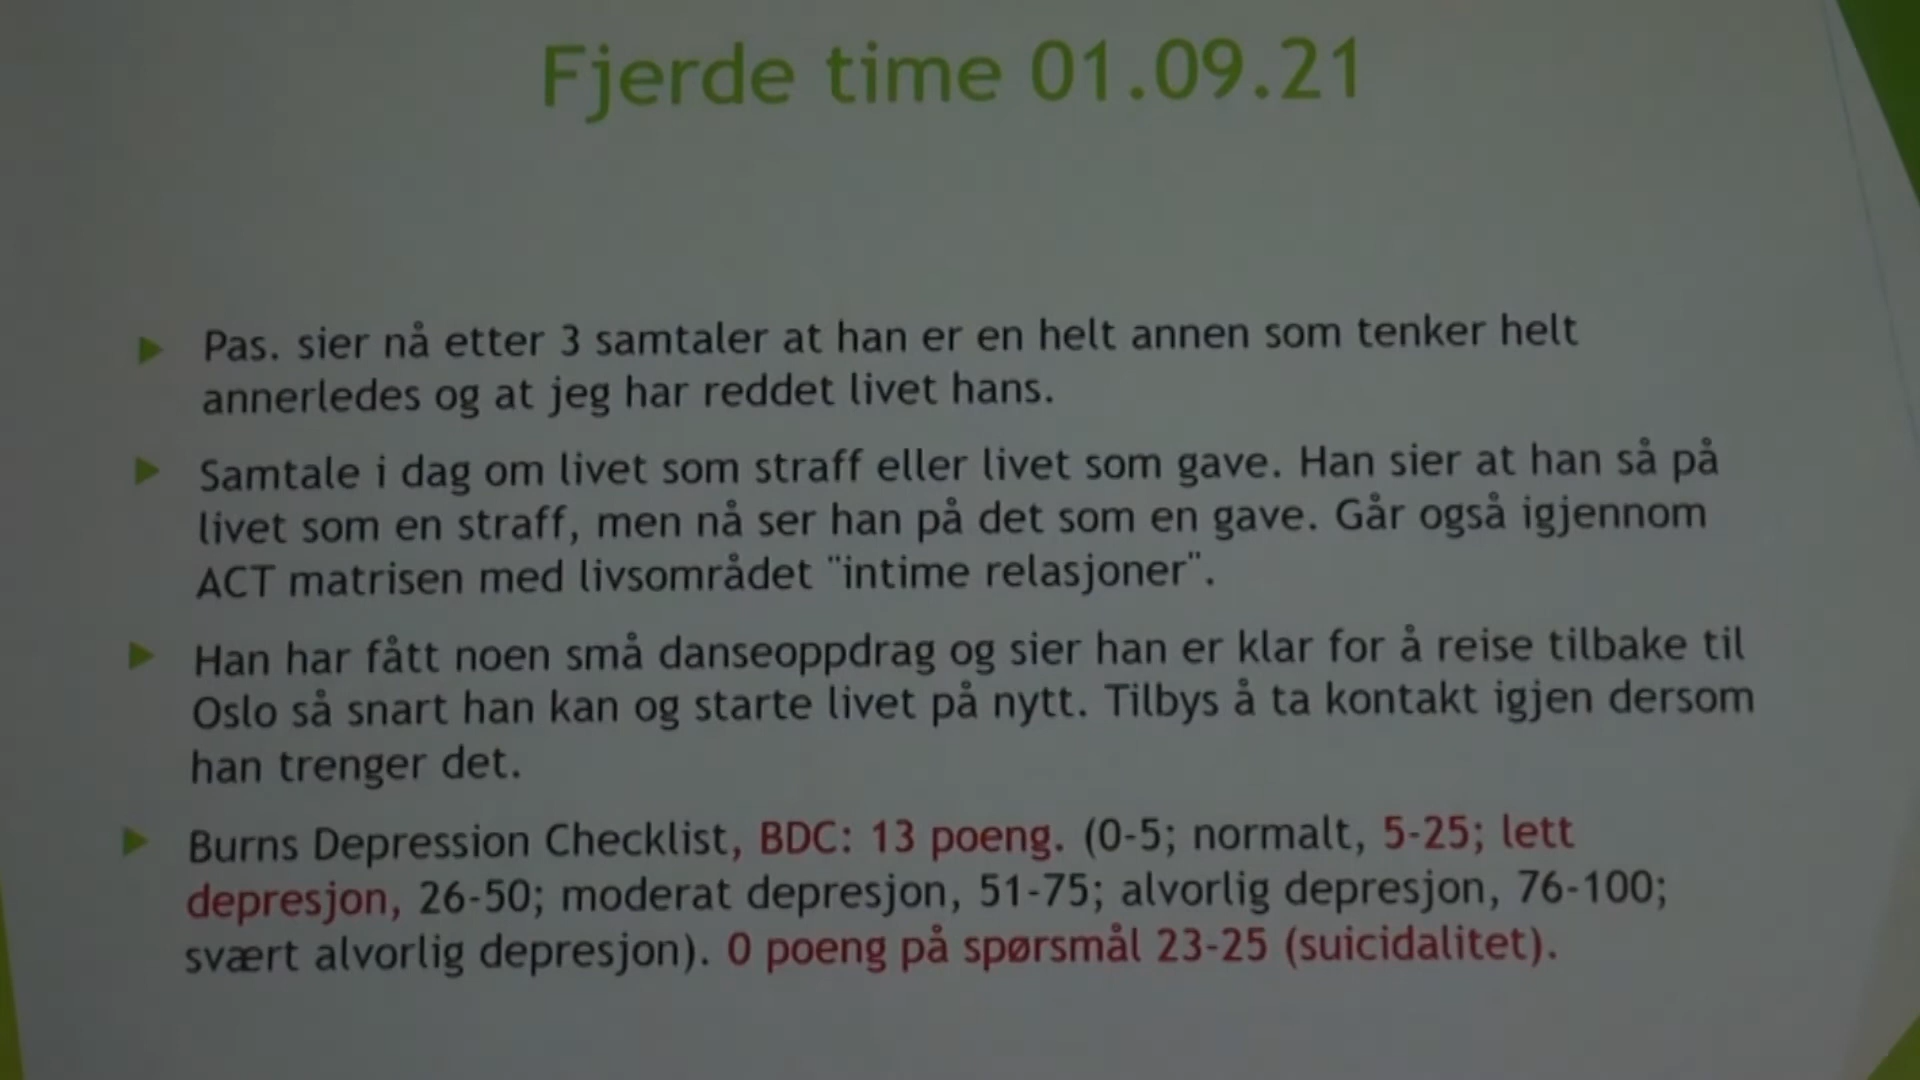 Fjerde time 01.09.21
Pas. sier nå etter 3 samtaler at han er en helt annen som tenker helt
annerledes og at jeg har reddet livet hans.
Samtale i dag om livet som straff eller livet som gave. Han sier at han så på
livet som en straff, men nå ser han på det som en gave. Går også igjennom
ACT matrisen med livsområdet "intime relasjoner".
Han har fått noen små danseoppdrag og sier han er klar for å reise tilbake til
Oslo så snart han kan og starte livet på nytt. Tilbys å ta kontakt igjen dersom
han trenger det.
Burns Depression Checklist, BDC: 13 poeng. (0-5; normalt, 5-25; lett
depresjon, 26-50; moderat depresjon, 51-75; alvorlig depresjon, 76-100;
svært alvorlig depresjon). 0 poeng på spørsmål 23-25 (suicidalitet).